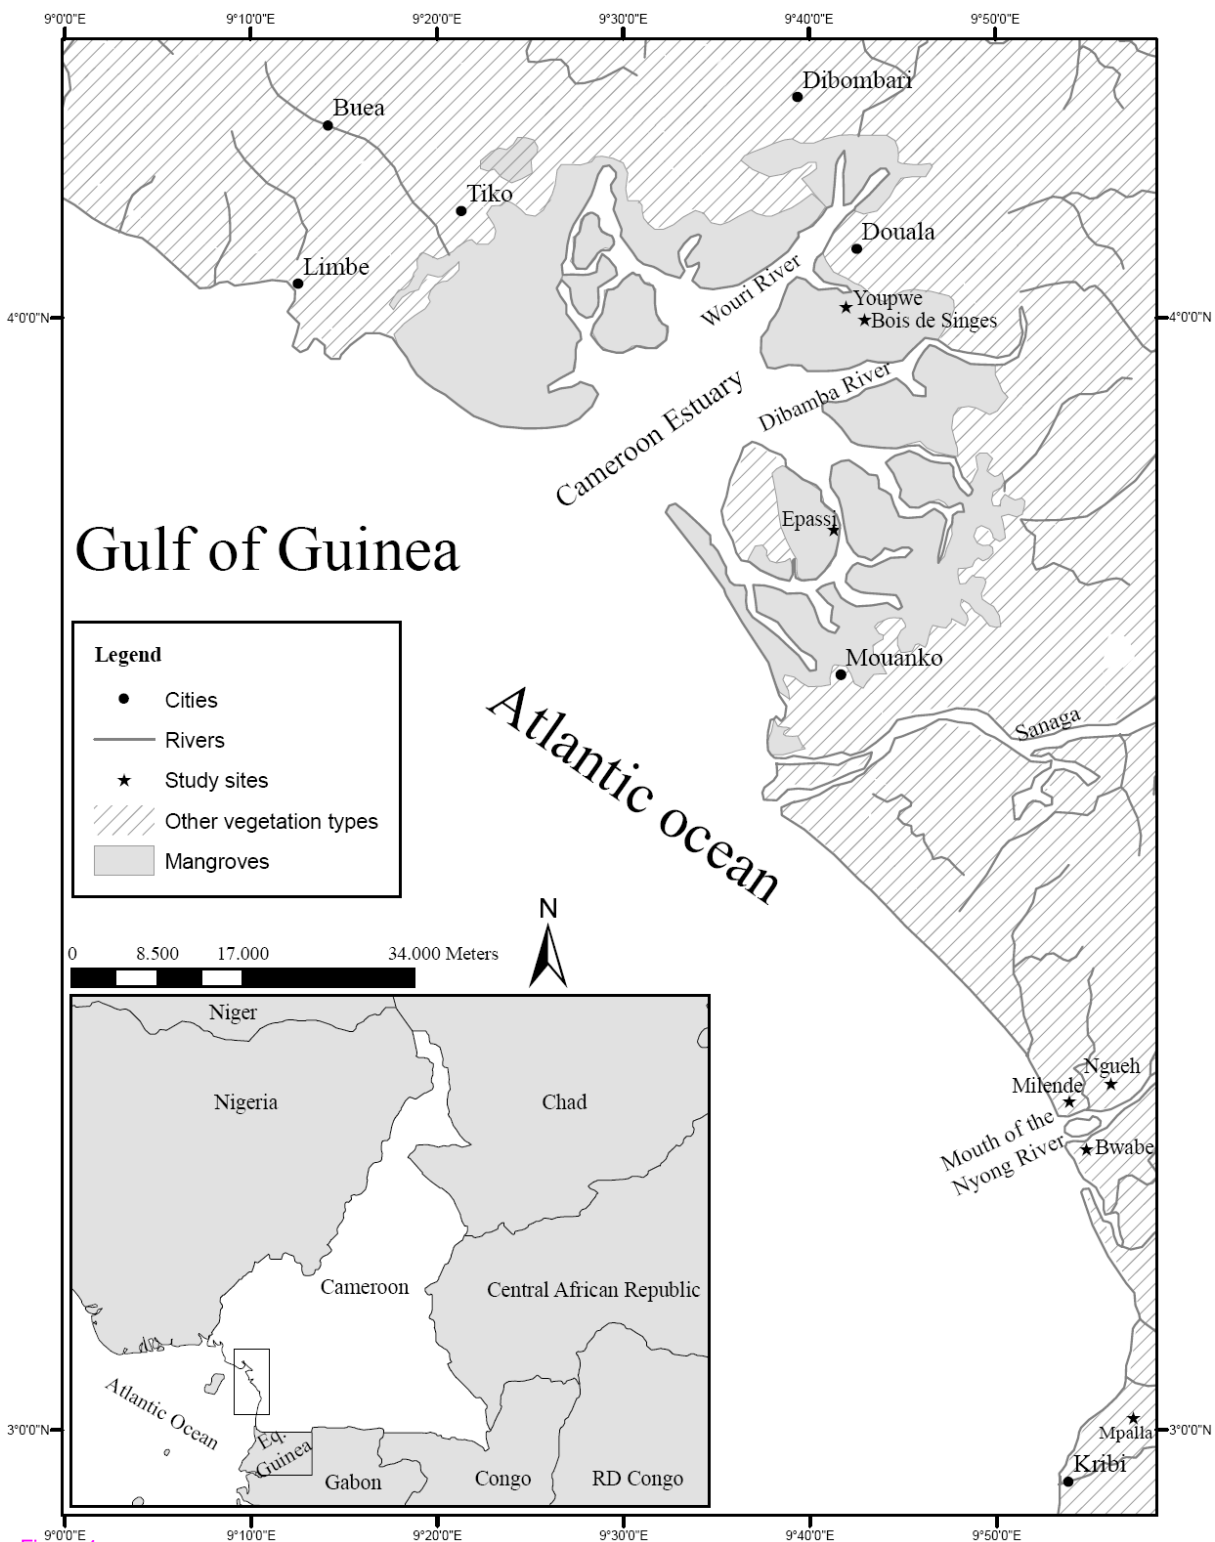 9°0'0"E
9°10'0"E
9°20'0"E
9°30'0"E
9°40'0"E
9°50'0"E
Dibombari
Buea
Tiko
Douala
Limbe
Wouri River
Youpwe
4°0'0"N
4°0'0"N
Bois de Singes
Dibamba River
Cameroon Estuary
Epassi
Gulf of Guinea
Legend
Cities
Rivers
Study sites
Other vegetation types
Mangroves
Mouanko
Atlantic ocean
Sanaga
N
0
8.500
17.000
34.000 Meters
Niger
Nigeria
Chad
Cameroon
Central African Republic
Atlantic Ocean
Eq.
Guinea
Gabon
Congo
RD Congo
Ngueh
Milende
Mouth of the
Nyong River
Bwabe
3°0'0"N
3°0'0"N
Mpalla
Kribi
9°0'0"E
9°10'0"E
9°20'0"E
9°30'0"E
9°40'0"E
9°50'0"E